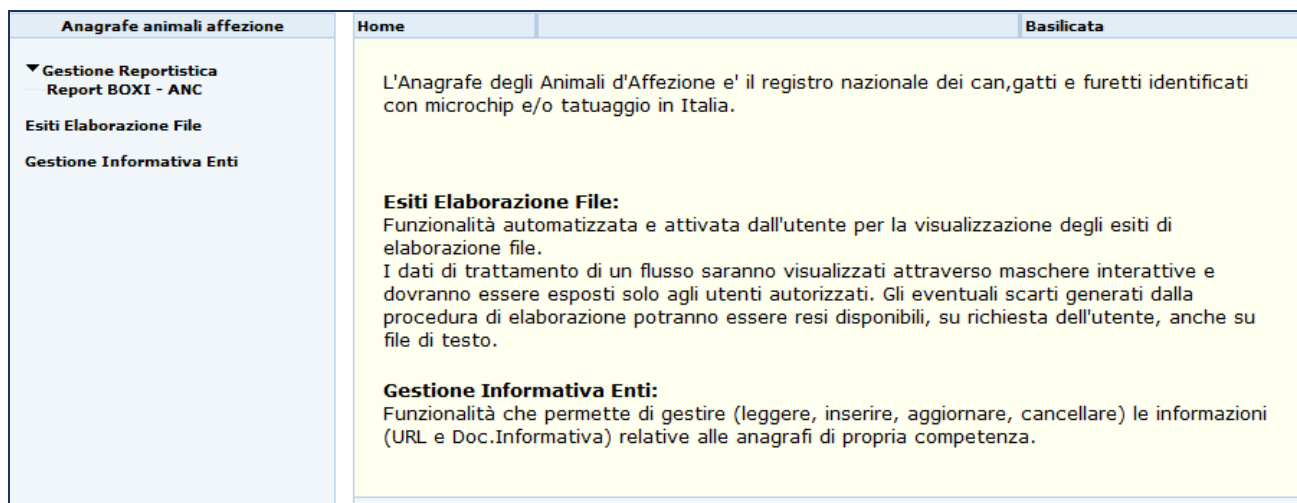 Anagrafe animali affezione
Home
Basilicata
Gestione Reportistica
Report BOXI - ANC
Esiti Elaborazione File
Gestione Informativa Enti
L'Anagrafe degli Animali d'Affezione e' il registro nazionale dei can,gatti e furetti identificati
con microchip e/o tatuaggio in Italia.
Esiti Elaborazione File:
Funzionalità automatizzata e attivata dall'utente per la visualizzazione degli esiti di
elaborazione file.
I dati di trattamento di un flusso saranno visualizzati attraverso maschere interattive e
dovranno essere esposti solo agli utenti autorizzati. Gli eventuali scarti generati dalla
procedura di elaborazione potranno essere resi disponibili, su richiesta dell'utente, anche su
file di testo.
Gestione Informativa Enti:
Funzionalità che permette di gestire (leggere, inserire, aggiornare, cancellare) le informazioni
(URL e Doc.Informativa) relative alle anagrafi di propria competenza.